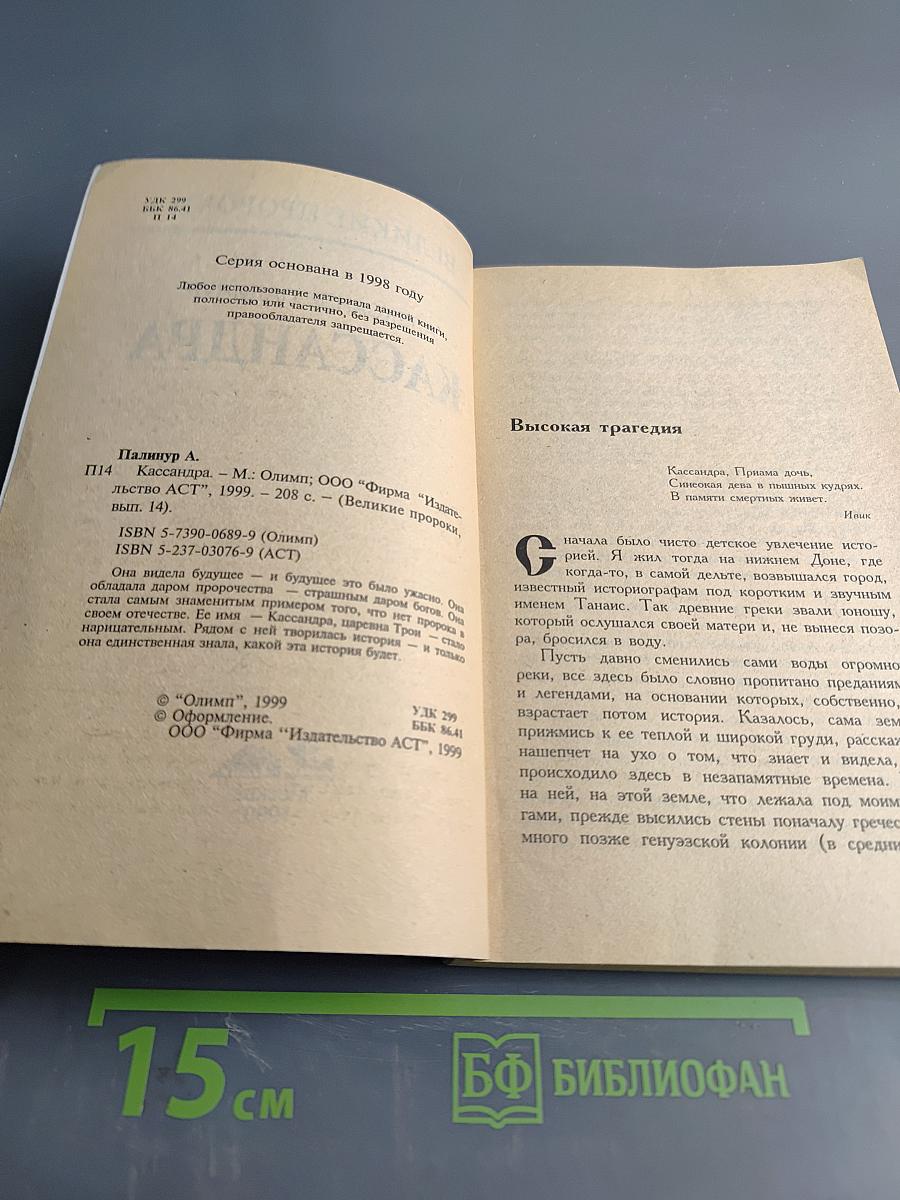 УДК 299
ББК 86.41
П 14
Серия основана в 1998 году
Любое использование материала данной книги,
полностью или частично, без разрешения
правообладателя запрещается.
КАССАНДРА
Палинур А.
П14 Кассандра. – М.: Олимп; ООО “Фирма “Издате-
льство АСТ”, 1999. – 208 с. – (Великие пророки,
вып. 14).
ISBN 5-7390-0689-9 (Олимп)
ISBN 5-237-03076-9 (АСТ)
Она видела будущее — и будущее это было ужасно. Она
обладала даром пророчества — страшным даром богов. Она
стала самым знаменитым примером того, что нет пророка в
своем отечестве. Ее имя — Кассандра, царевна Трои — стало
нарицательным. Рядом с ней творилась история — и только
она единственная знала, какой эта история будет.
УДК 299
ББК 86.41
© “Олимп”, 1999
© Оформление.
ООО “Фирма “Издательство АСТ”, 1999
Высокая трагедия
Кассандра, Приама дочь,
Синеокая дева в пышных кудрях.
В памяти смертных живет.
Ивик
Сначала было чисто детское увлечение исто-
рией. Я жил тогда на нижнем Доне, где
когда-то, в самой дельте, возвышался город,
известный историографам под коротким и звучным
именем Танаис. Так древние греки звали юношу,
который ослушался своей матери и, не вынеся позо-
ра, бросился в воду.
Пусть давно сменились сами воды огромно
реки, все здесь было словно пропитано преданиям
и легендами, на основании которых, собственно,
взрастает потом история. Казалось, сама зем
прижмись к ее теплой и широкой груди, расска
нашепчет на ухо о том, что знает и видела,
происходило здесь в незапамятные времена.
на ней, на этой земле, что лежала под моим
гами, прежде высились стены поначалу гречес
много позже генуэзской колонии (в средни
15 см
БФ БИБЛИОФАН